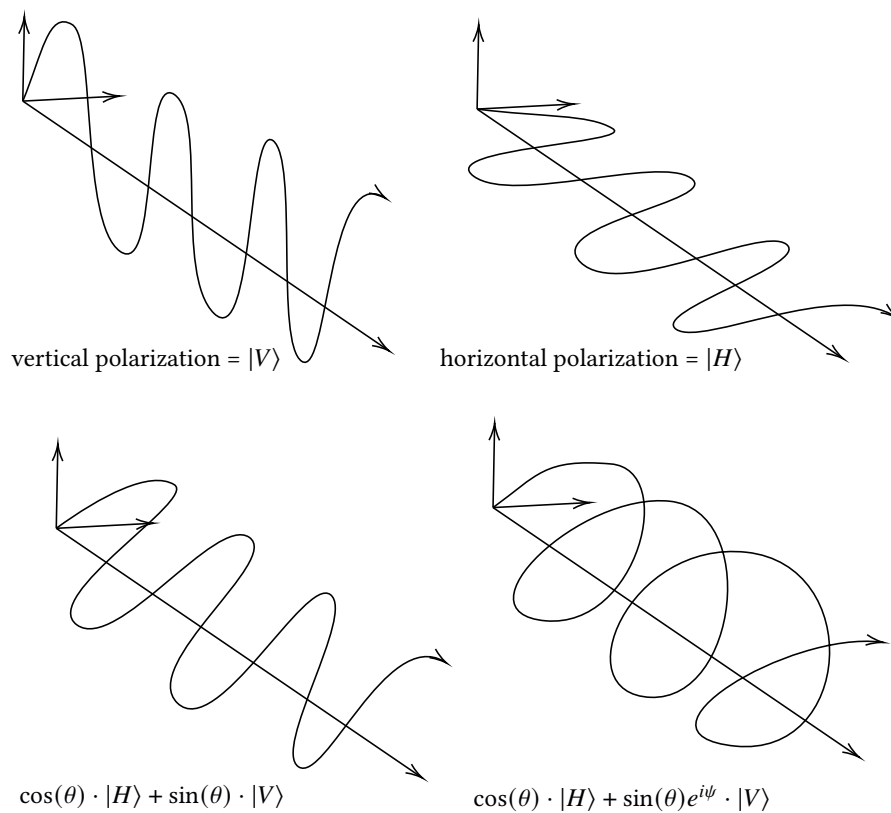 vertical polarization = |V⟩
horizontal polarization = |H⟩
cos(θ) · |H⟩ + sin(θ) · |V⟩
cos(θ) · |H⟩ + sin(θ)e^{iψ} · |V⟩